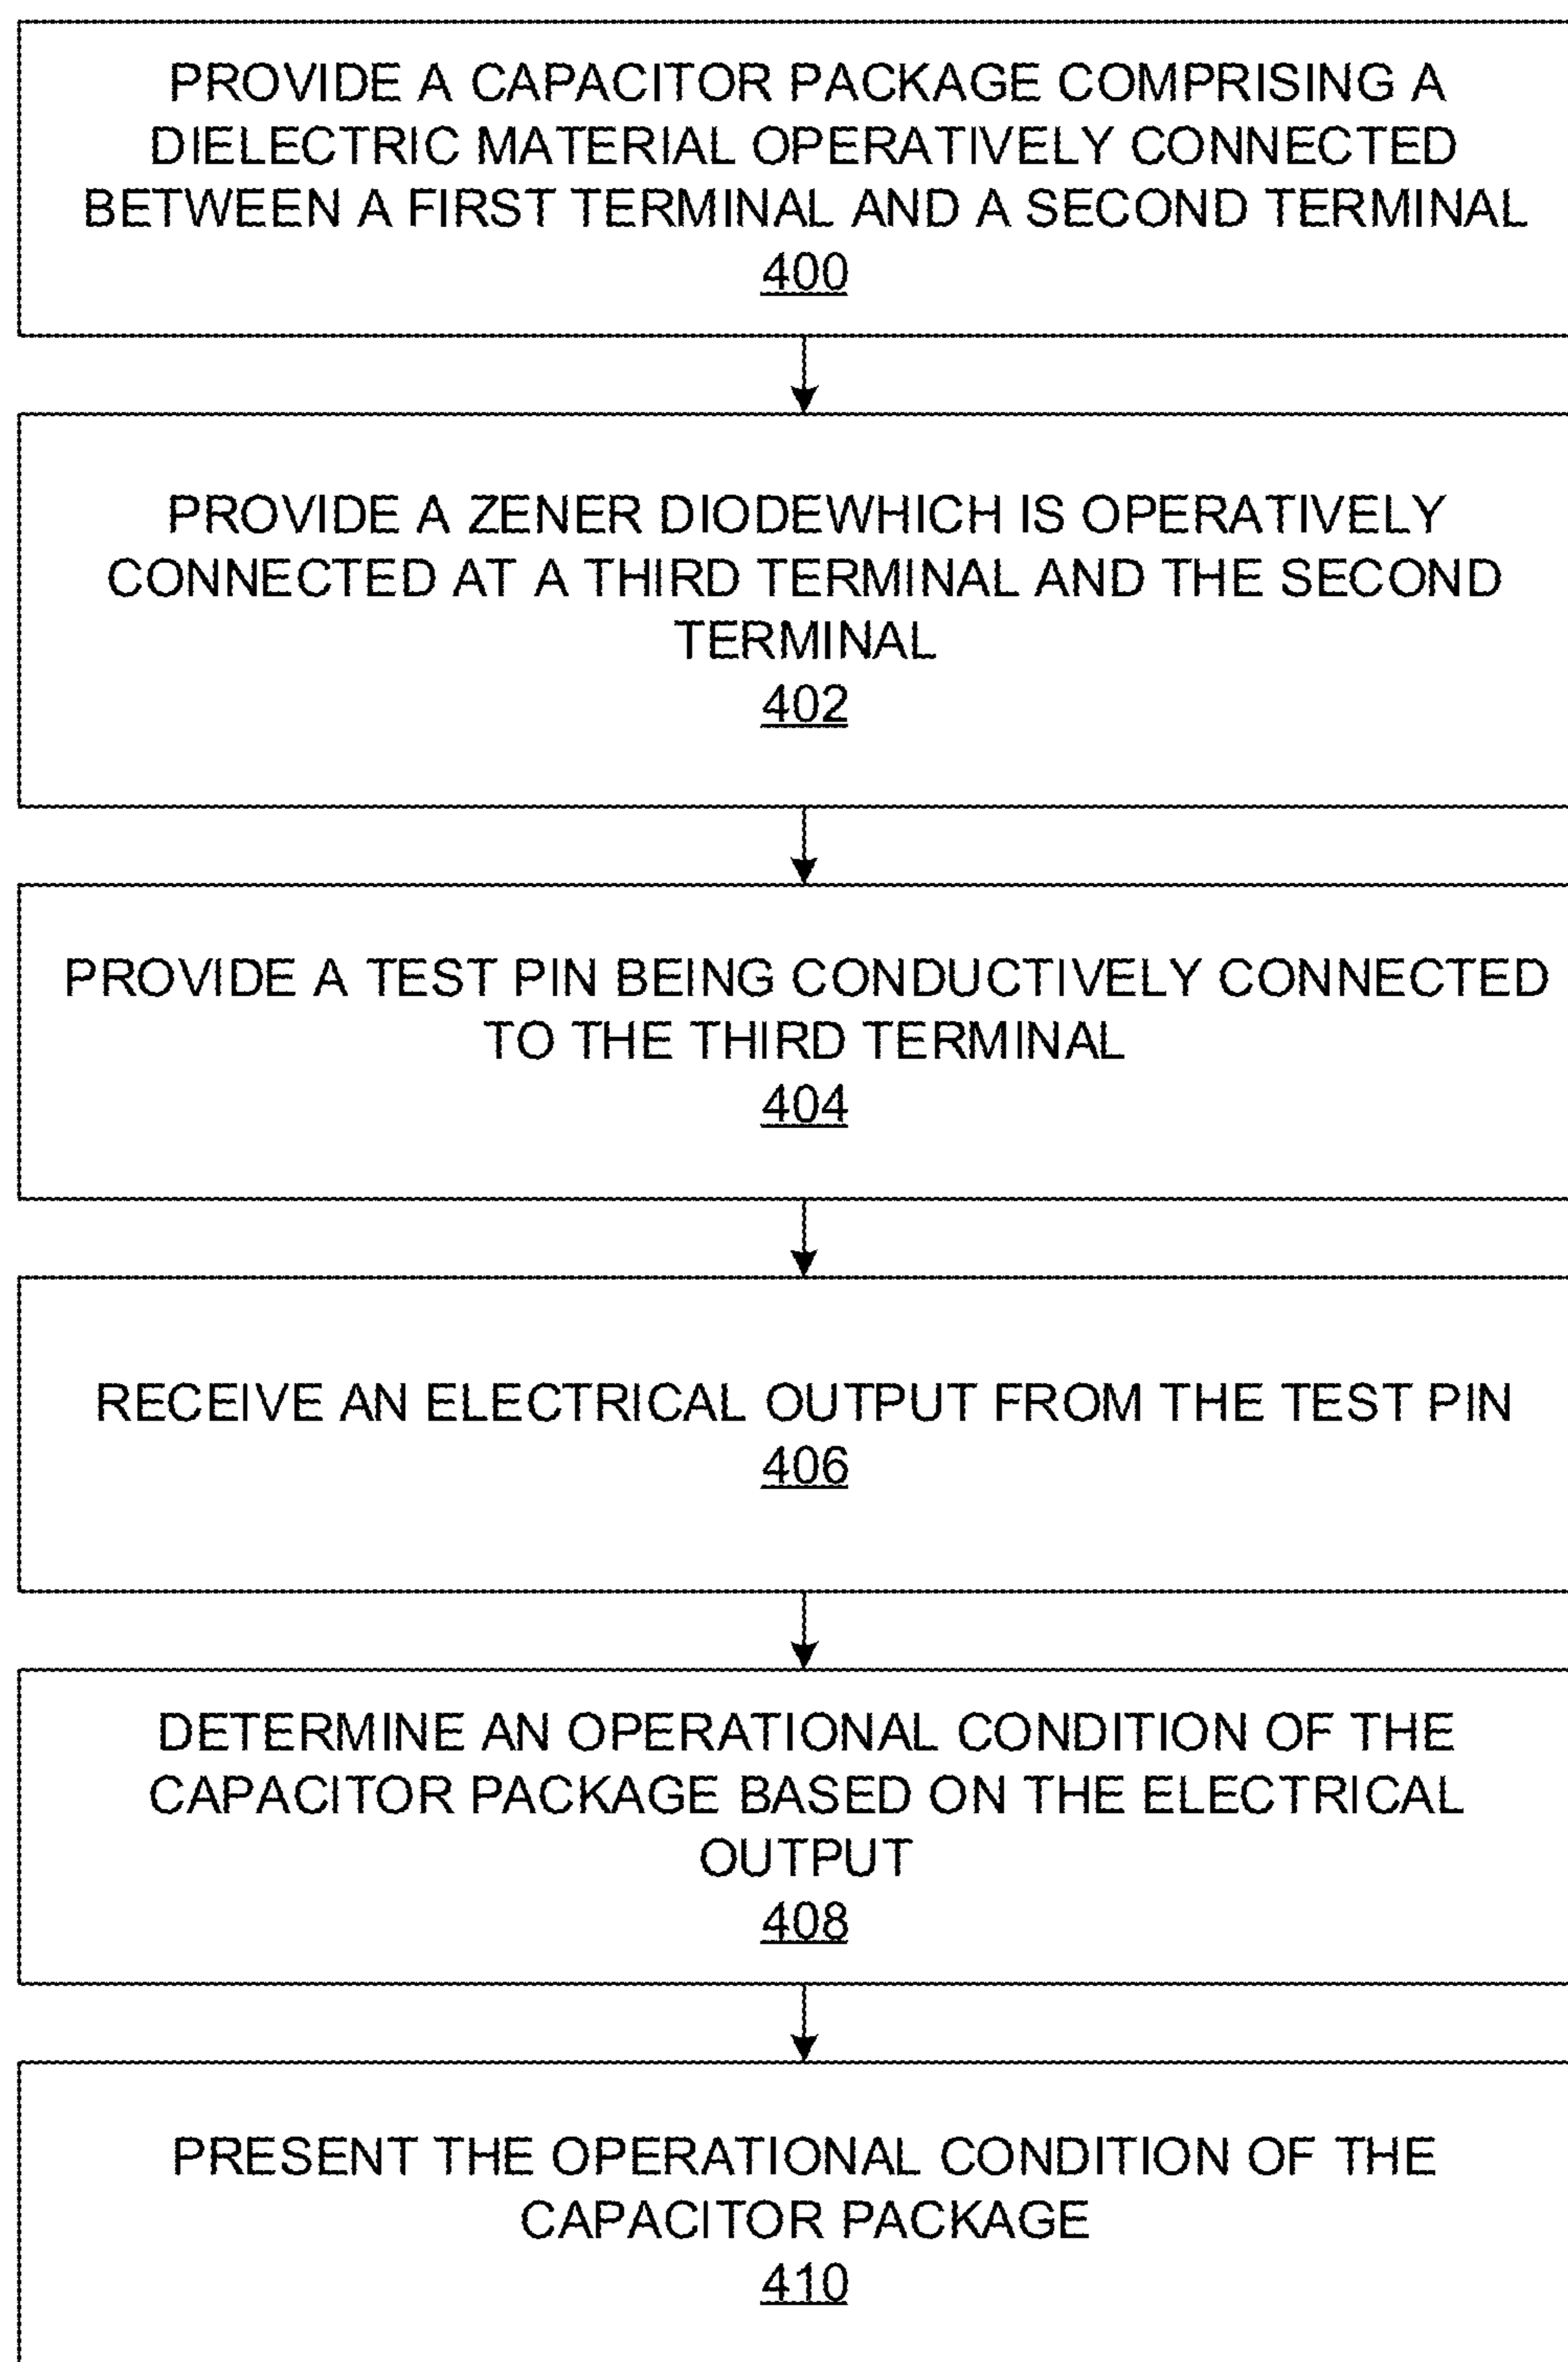 PROVIDE A CAPACITOR PACKAGE COMPRISING A
DIELECTRIC MATERIAL OPERATIVELY CONNECTED
BETWEEN A FIRST TERMINAL AND A SECOND TERMINAL
400
PROVIDE A ZENER DIODEWHICH IS OPERATIVELY
CONNECTED AT A THIRD TERMINAL AND THE SECOND
TERMINAL
402
PROVIDE A TEST PIN BEING CONDUCTIVELY CONNECTED
TO THE THIRD TERMINAL
404
RECEIVE AN ELECTRICAL OUTPUT FROM THE TEST PIN
406
DETERMINE AN OPERATIONAL CONDITION OF THE
CAPACITOR PACKAGE BASED ON THE ELECTRICAL
OUTPUT
408
PRESENT THE OPERATIONAL CONDITION OF THE
CAPACITOR PACKAGE
410